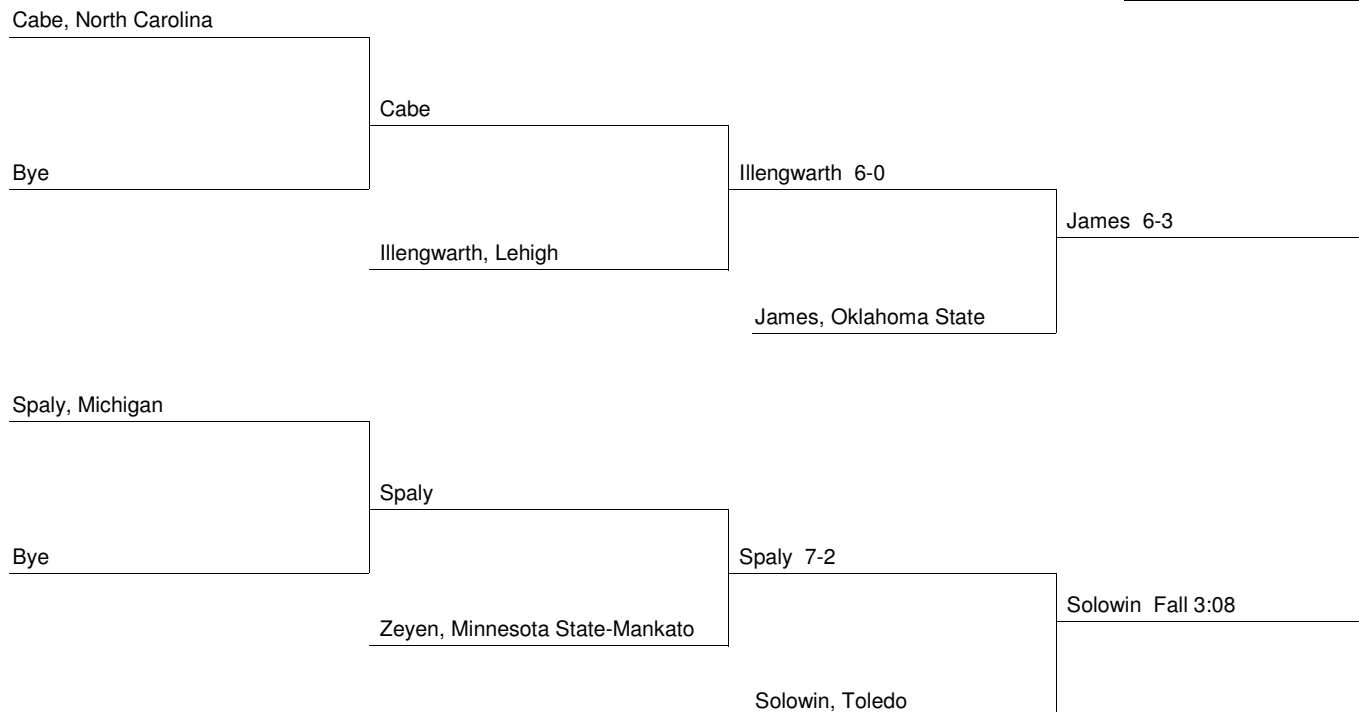 Cabe, North Carolina
Cabe
Bye
Illengwarth 6-0
James 6-3
Illengwarth, Lehigh
James, Oklahoma State
Spaly, Michigan
Spaly
Bye
Spaly 7-2
Solowin Fall 3:08
Zeyen, Minnesota State-Mankato
Solowin, Toledo